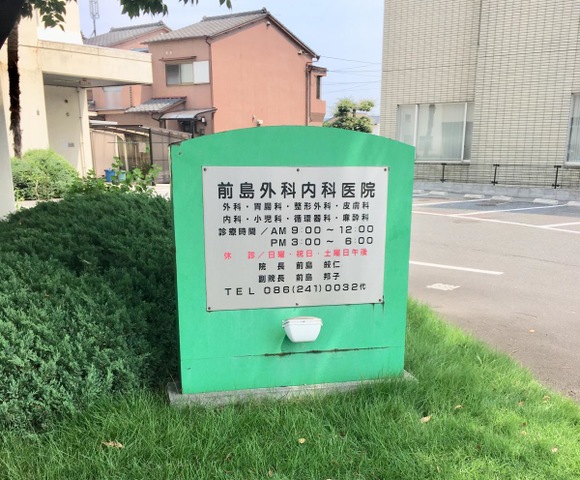 前島外科内科医院
外科・胃腸科・整形外科・皮膚科
内科・小児科・循環器科・麻酔科
診療時間/AM 9:00〜12:00
PM 3:00〜 6:00
休 診/日曜・祝日・土曜日午後
院 長 前島 毅仁
副院長 前島 邦子
TEL 086(241)0032代